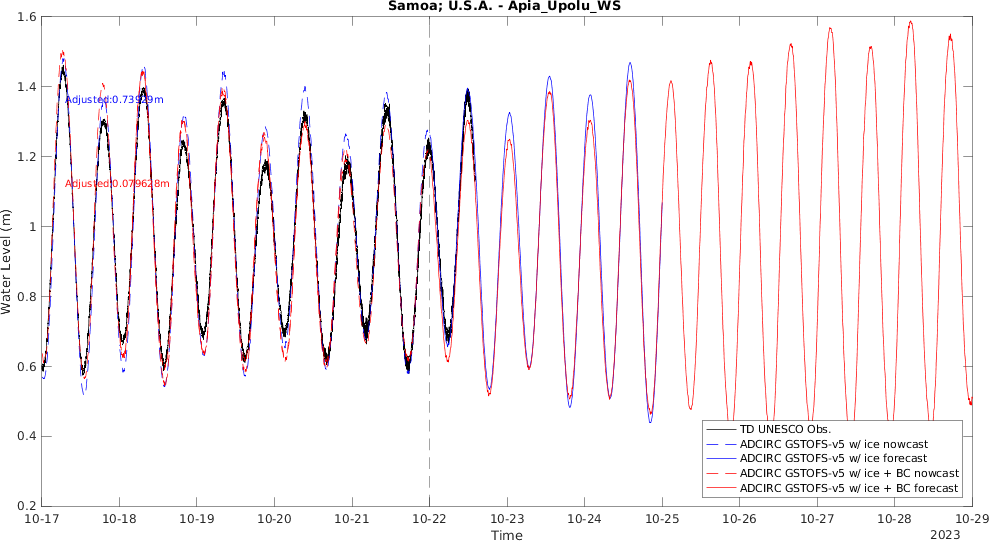 Samoa; U.S.A. - Apia_Upolu_WS
1.6
1.4
1.2
1
0.8
0.6
0.4
0.2
Water Level (m)
Adjusted:0.73929m
Adjusted:0.079628m
TD UNESCO Obs.
ADCIRC GSTOFS-v5 w/ ice nowcast
ADCIRC GSTOFS-v5 w/ ice forecast
ADCIRC GSTOFS-v5 w/ ice + BC nowcast
ADCIRC GSTOFS-v5 w/ ice + BC forecast
10-17 10-18 10-19 10-20 10-21 10-22 10-23 10-24 10-25 10-26 10-27 10-28 10-29
Time
2023